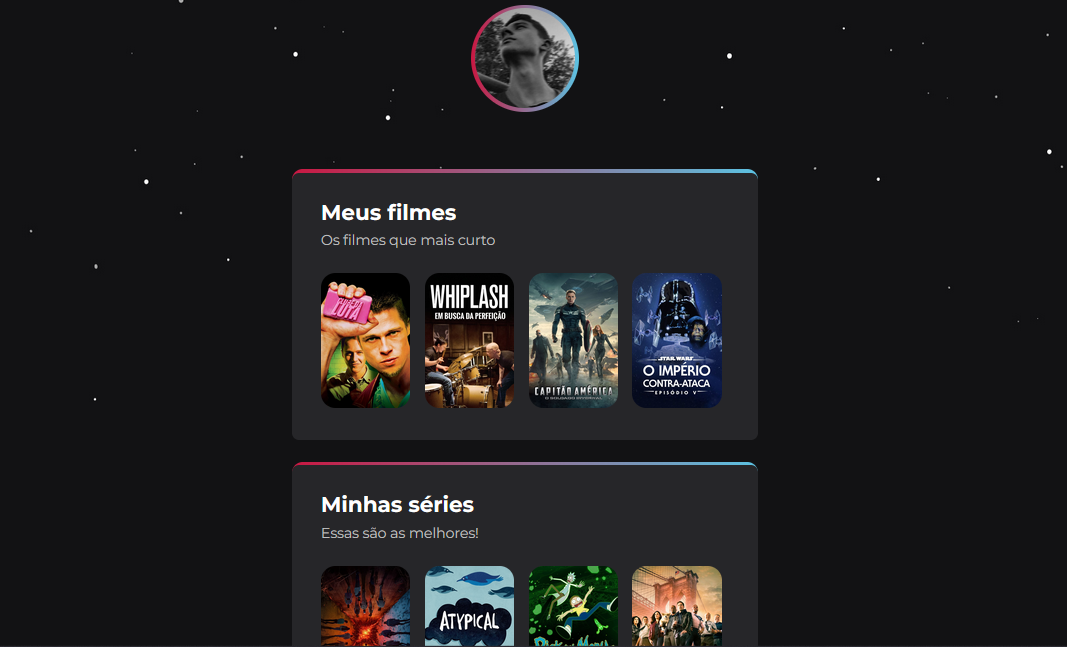 Meus filmes
Os filmes que mais curto
CLUBE DA
LUTA
WHIPLASH
EM BUSCA DA PERFEIÇÃO
CAPITÃO AMÉRICA
O SOLDADO INVERNAL
STAR WARS
O IMPÉRIO
CONTRA-ATACA
EPISÓDIO V
Minhas séries
Essas são as melhores!
ATYPICAL